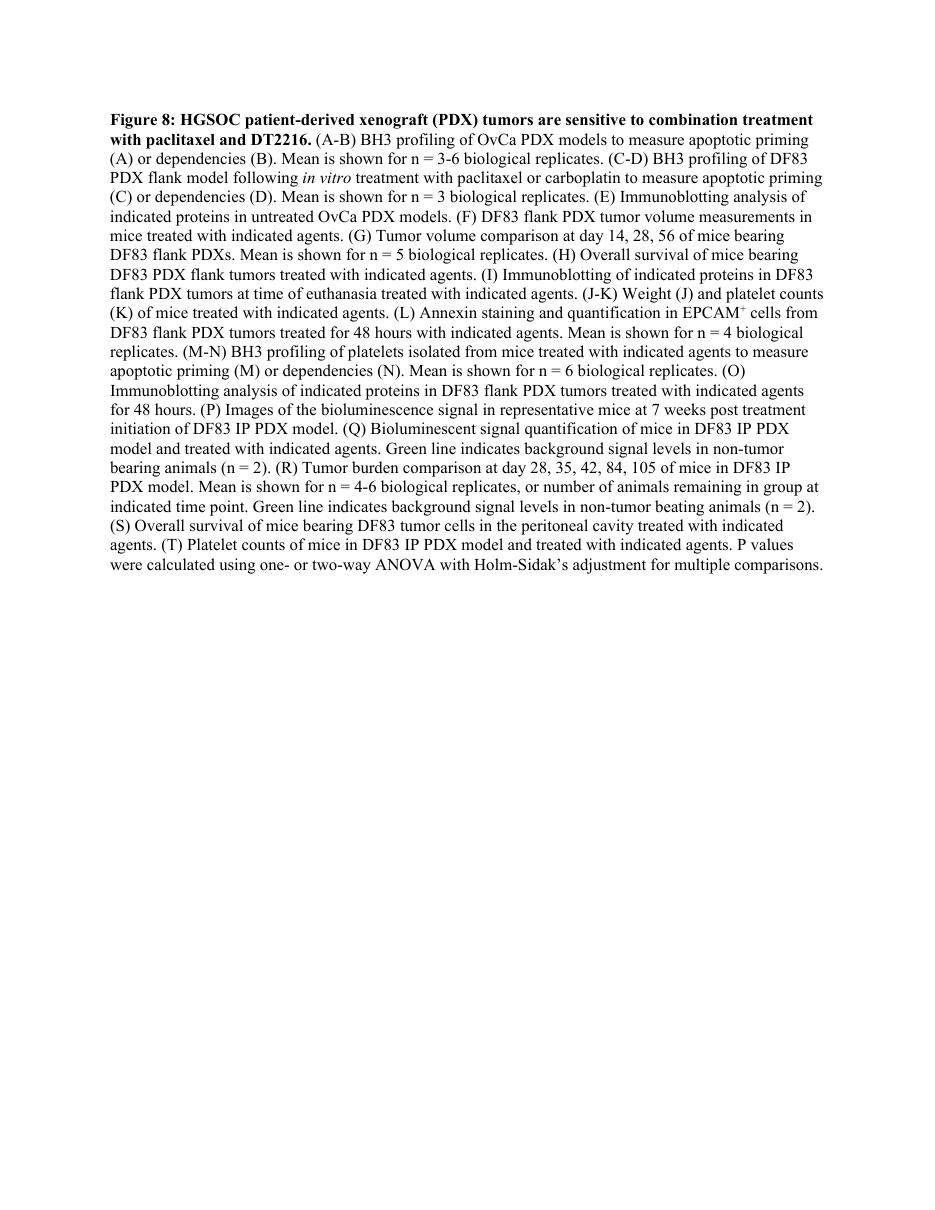 Figure 8: HGSOC patient-derived xenograft (PDX) tumors are sensitive to combination treatment
with paclitaxel and DT2216. (A-B) BH3 profiling of OvCa PDX models to measure apoptotic priming
(A) or dependencies (B). Mean is shown for n = 3-6 biological replicates. (C-D) BH3 profiling of DF83
PDX flank model following in vitro treatment with paclitaxel or carboplatin to measure apoptotic priming
(C) or dependencies (D). Mean is shown for n = 3 biological replicates. (E) Immunoblotting analysis of
indicated proteins in untreated OvCa PDX models. (F) DF83 flank PDX tumor volume measurements in
mice treated with indicated agents. (G) Tumor volume comparison at day 14, 28, 56 of mice bearing
DF83 flank PDXs. Mean is shown for n = 5 biological replicates. (H) Overall survival of mice bearing
DF83 PDX flank tumors treated with indicated agents. (I) Immunoblotting of indicated proteins in DF83
flank PDX tumors at time of euthanasia treated with indicated agents. (J-K) Weight (J) and platelet counts
(K) of mice treated with indicated agents. (L) Annexin staining and quantification in EPCAM⁺ cells from
DF83 flank PDX tumors treated for 48 hours with indicated agents. Mean is shown for n = 4 biological
replicates. (M-N) BH3 profiling of platelets isolated from mice treated with indicated agents to measure
apoptotic priming (M) or dependencies (N). Mean is shown for n = 6 biological replicates. (O)
Immunoblotting analysis of indicated proteins in DF83 flank PDX tumors treated with indicated agents
for 48 hours. (P) Images of the bioluminescence signal in representative mice at 7 weeks post treatment
initiation of DF83 IP PDX model. (Q) Bioluminescent signal quantification of mice in DF83 IP PDX
model and treated with indicated agents. Green line indicates background signal levels in non-tumor
bearing animals (n = 2). (R) Tumor burden comparison at day 28, 35, 42, 84, 105 of mice in DF83 IP
PDX model. Mean is shown for n = 4-6 biological replicates, or number of animals remaining in group at
indicated time point. Green line indicates background signal levels in non-tumor beating animals (n = 2).
(S) Overall survival of mice bearing DF83 tumor cells in the peritoneal cavity treated with indicated
agents. (T) Platelet counts of mice in DF83 IP PDX model and treated with indicated agents. P values
were calculated using one- or two-way ANOVA with Holm-Sidak's adjustment for multiple comparisons.